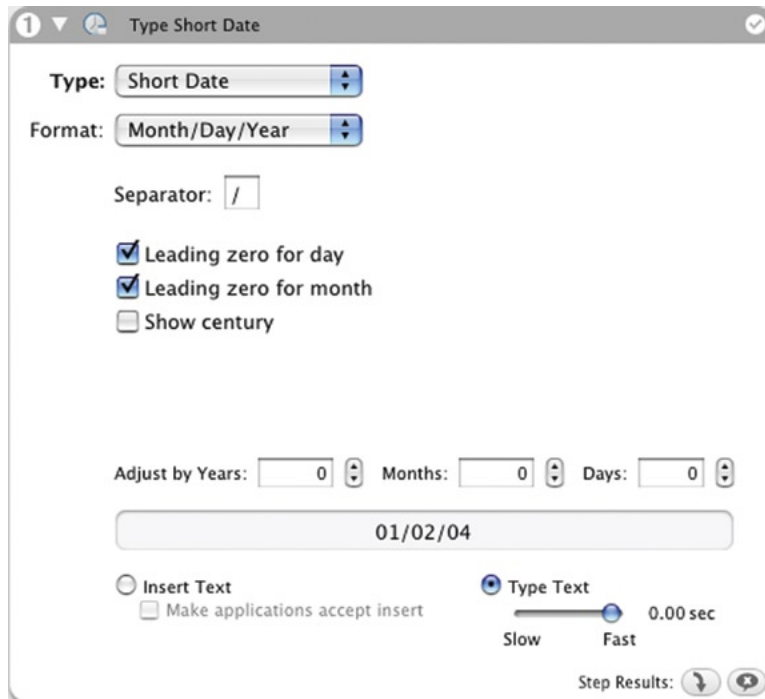 1 Type Short Date
Type: Short Date
Format: Month/Day/Year
Separator: /
Leading zero for day
Leading zero for month
Show century
Adjust by Years: 0 Months: 0 Days: 0
01/02/04
Insert Text Type Text
Make applications accept insert 0.00 sec
Slow Fast
Step Results: